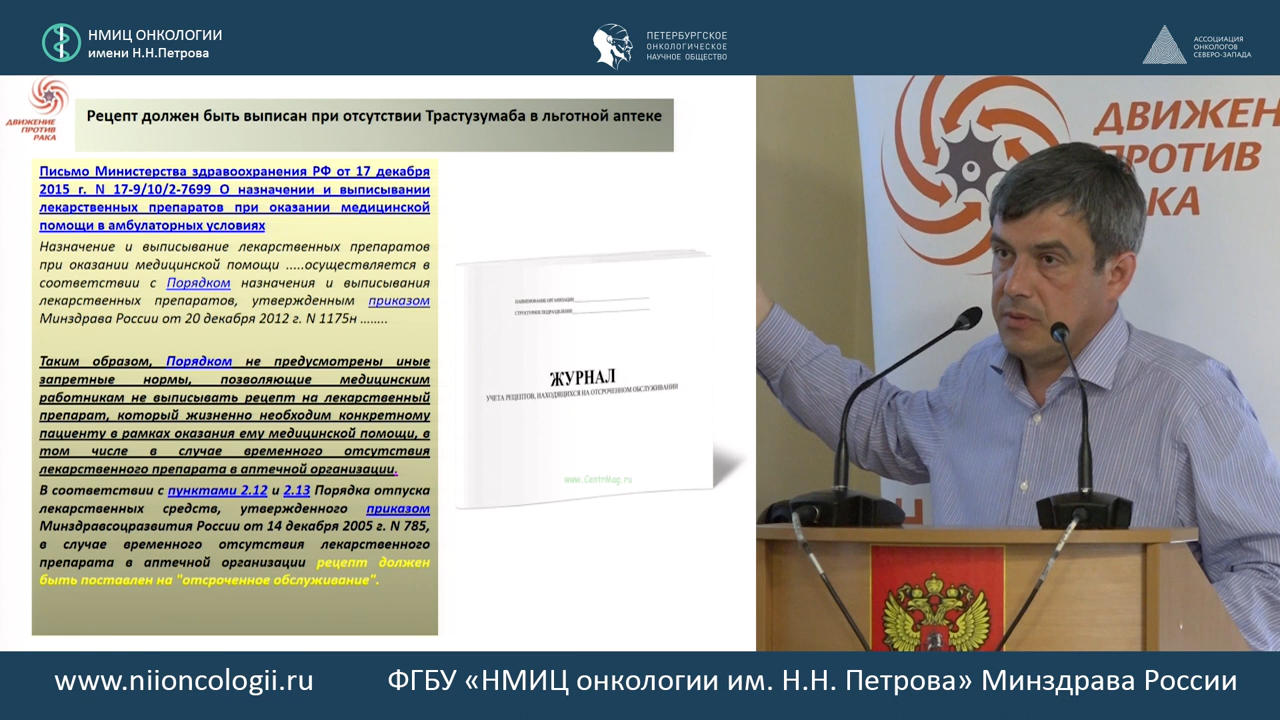 НМИЦ ОНКОЛОГИИ
имени Н.Н.Петрова
ПЕТЕРБУРГСКОЕ
ОНКОЛОГИЧЕСКОЕ
НАУЧНОЕ ОБЩЕСТВО
АССОЦИАЦИЯ
ОНКОЛОГОВ
СЕВЕРО-ЗАПАДА
ДВИЖЕНИЕ
ПРОТИВ
РАКА
Рецепт должен быть выписан при отсутствии Трастузумаба в льготной аптеке
Письмо Министерства здравоохранения РФ от 17 декабря
2015 г. N 17-9/10/2-7699 О назначении и выписывании
лекарственных препаратов при оказании медицинской
помощи в амбулаторных условиях
Назначение и выписывание лекарственных препаратов
при оказании медицинской помощи .....осуществляется в
соответствии с Порядком назначения и выписывания
лекарственных препаратов, утвержденным приказом
Минздрава России от 20 декабря 2012 г. N 1175н ........
Таким образом, Порядком не предусмотрены иные
запретные нормы, позволяющие медицинским
работникам не выписывать рецепт на лекарственный
препарат, который жизненно необходим конкретному
пациенту в рамках оказания ему медицинской помощи, в
том числе в случае временного отсутствия
лекарственного препарата в аптечной организации.
В соответствии с пунктами 2.12 и 2.13 Порядка отпуска
лекарственных средств, утвержденного приказом
Минздравсоцразвития России от 14 декабря 2005 г. N 785,
в случае временного отсутствия лекарственного
препарата в аптечной организации рецепт должен
быть поставлен на "отсроченное обслуживание".
НАИМЕНОВАНИЕ ОРГАНИЗАЦИИ
СТРУКТУРНОЕ ПОДРАЗДЕЛЕНИЕ
ЖУРНАЛ
УЧЕТА РЕЦЕПТОВ, НАХОДЯЩИХСЯ НА ОТСРОЧЕННОМ ОБСЛУЖИВАНИИ
www.CentrMag.ru
ДВИЖЕН
ПРОТИВ
КА
www.niioncologii.ru
ФГБУ «НМИЦ онкологии им. Н.Н. Петрова» Минздрава России